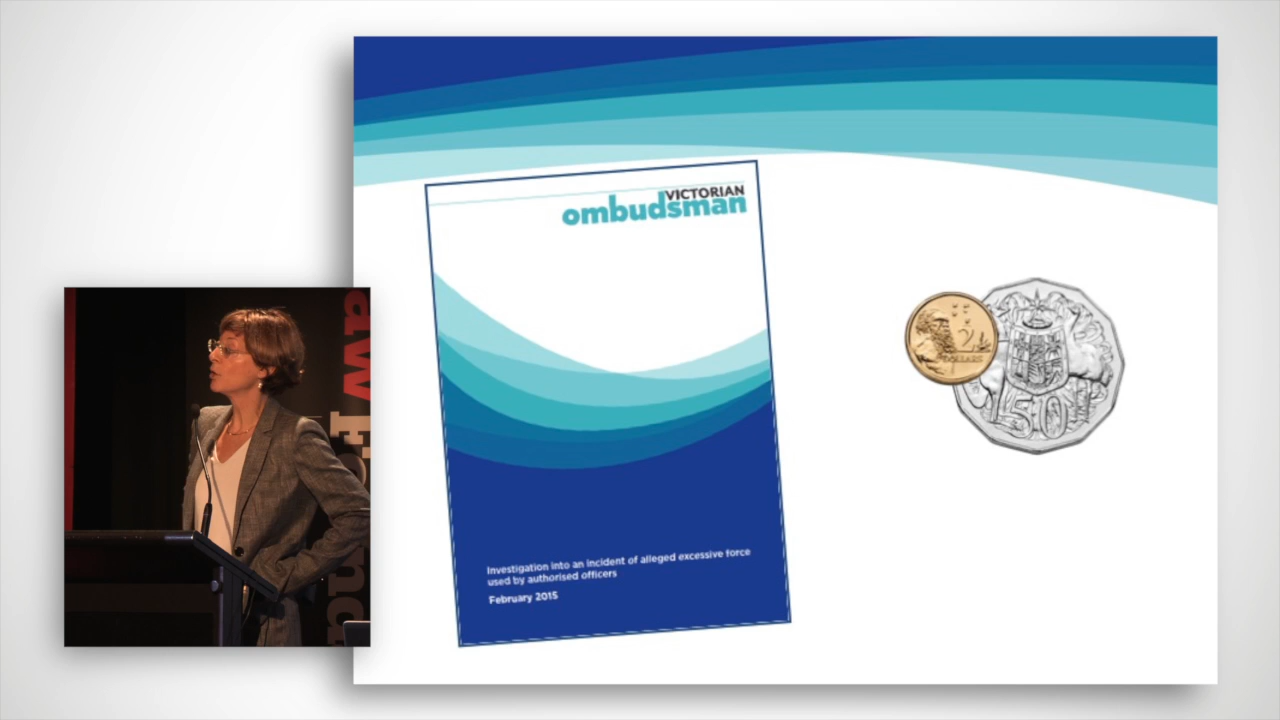 VICTORIAN
ombudsman
Investigation into an incident of alleged excessive force
used by authorised officers
February 2015
2
DOLLARS
50
aw